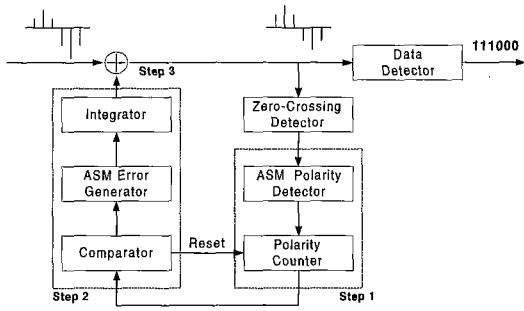 111000
Step 3
Data
Detector
Integrator
Zero-Crossing
Detector
ASM Error
Generator
ASM Polarity
Detector
Comparator
Reset
Polarity
Counter
Step 2
Step 1